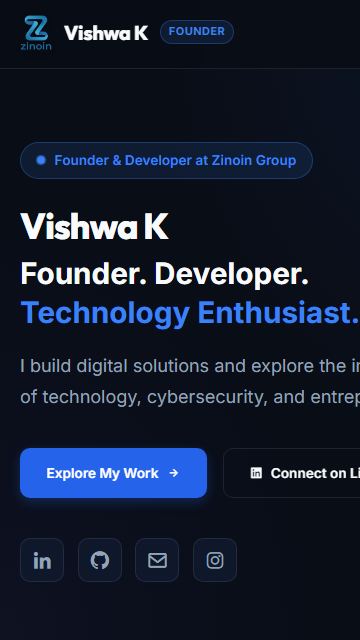 zinoin
Vishwa K
FOUNDER
Founder & Developer at Zinoin Group
Vishwa K
Founder. Developer.
Technology Enthusiast.
I build digital solutions and explore the
of technology, cybersecurity, and
Explore My Work →
Connect on